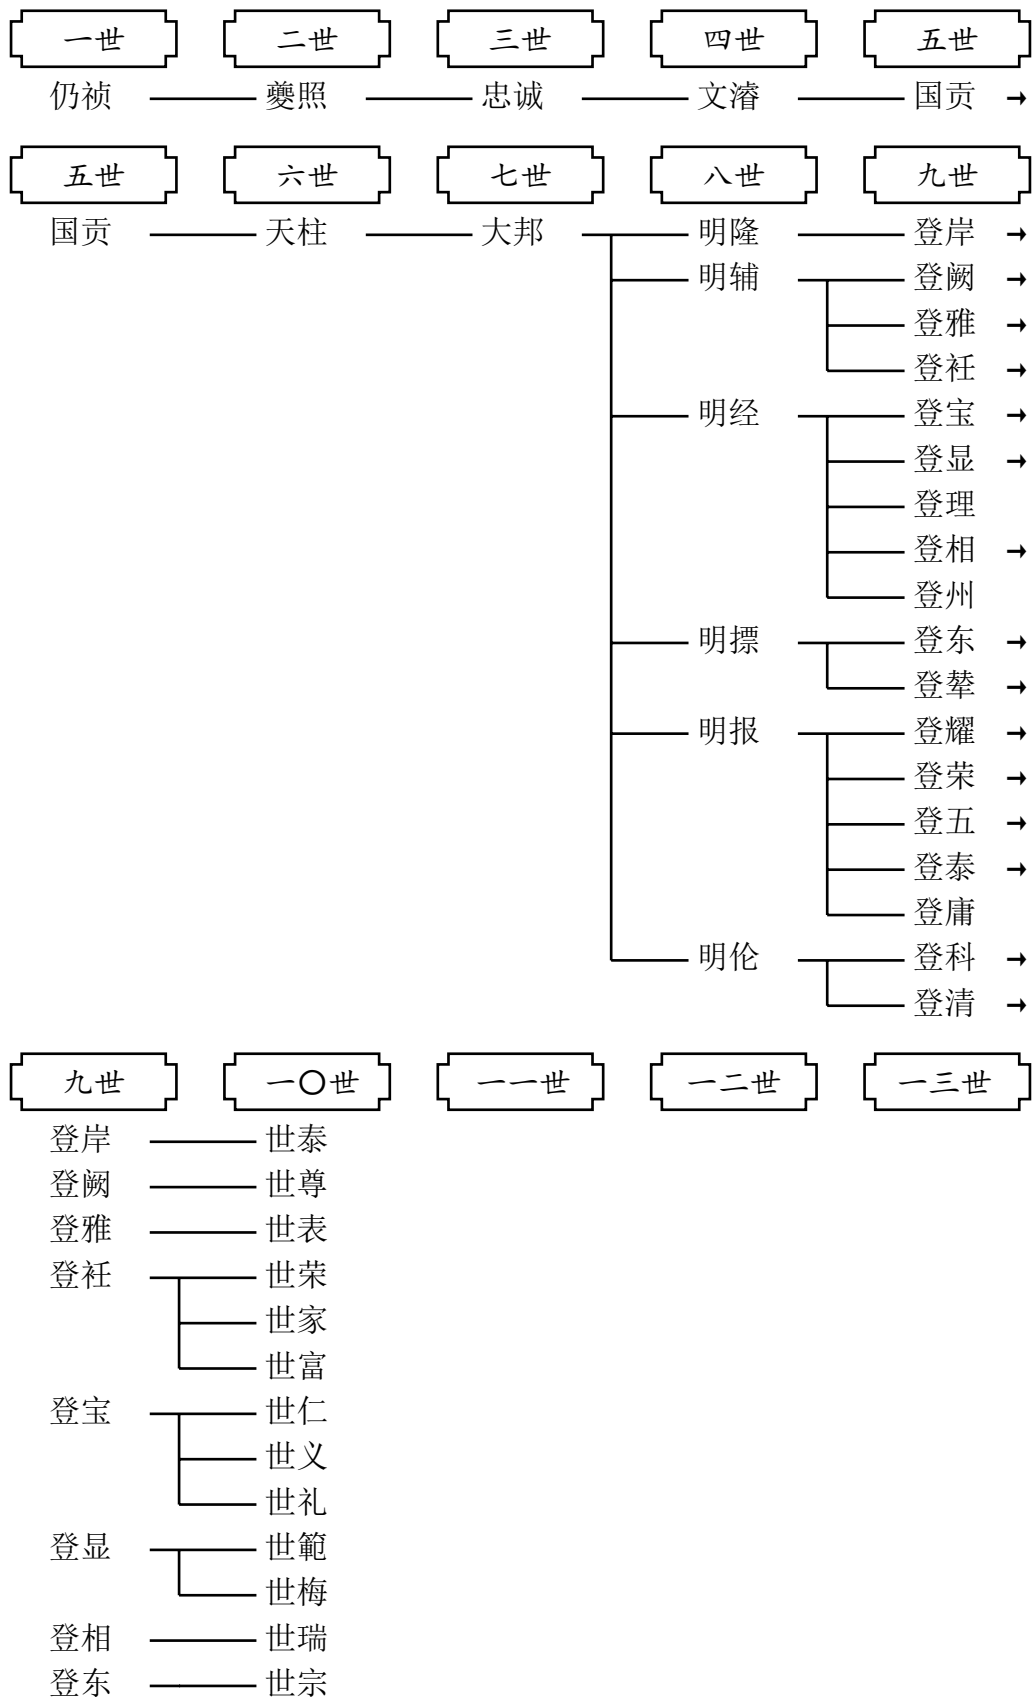 一世 二世 三世 四世 五世
仍祯 夔照 忠诚 文濬 国贡 →
五世 六世 七世 八世 九世
国贡 天柱 大邦 明隆 登岸 →
明辅 登阙 →
登雅 →
登衽 →
明经 登宝 →
登显 →
登理
登相 →
登州
明摽 登东 →
登辇 →
明报 登耀 →
登荣 →
登五 →
登泰 →
登庸
明伦 登科 →
登清 →
九世 一〇世 一一世 一二世 一三世
登岸 世泰
登阙 世尊
登雅 世表
登衽 世荣
世家
世富
登宝 世仁
世义
世礼
登显 世範
世梅
登相 世瑞
登东 世宗